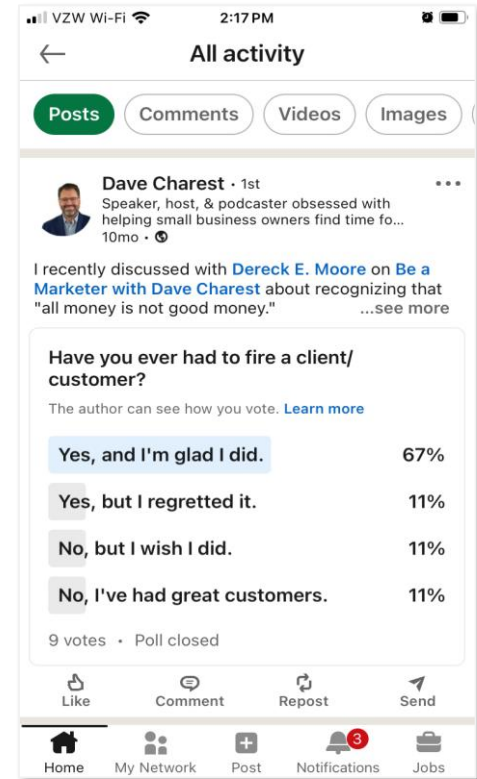 VZW Wi-Fi
2:17 PM
All activity
Posts
Comments
Videos
Images
Dave Charest · 1st
Speaker, host, & podcaster obsessed with
helping small business owners find time fo...
10mo ·
I recently discussed with Dereck E. Moore on Be a
Marketer with Dave Charest about recognizing that
"all money is not good money." ...see more
Have you ever had to fire a client/
customer?
The author can see how you vote. Learn more
Yes, and I'm glad I did. 67%
Yes, but I regretted it. 11%
No, but I wish I did. 11%
No, I've had great customers. 11%
9 votes · Poll closed
Like
Comment
Repost
Send
3
Home
My Network
Post
Notifications
Jobs